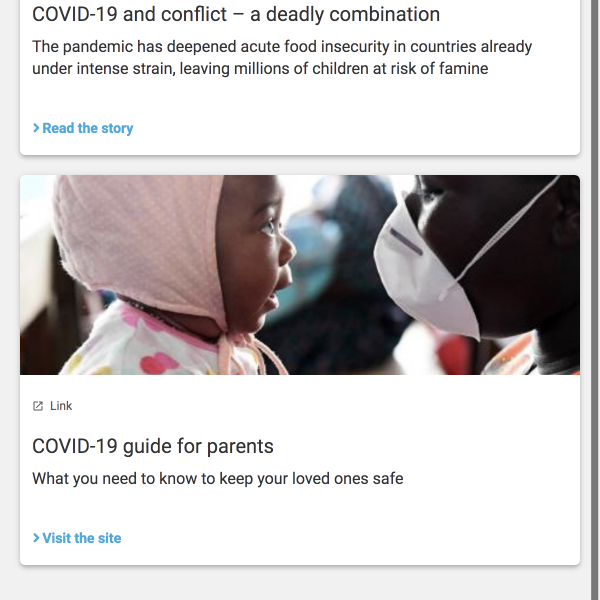 COVID-19 and conflict – a deadly combination
The pandemic has deepened acute food insecurity in countries already
under intense strain, leaving millions of children at risk of famine
Read the story
Link
COVID-19 guide for parents
What you need to know to keep your loved ones safe
Visit the site